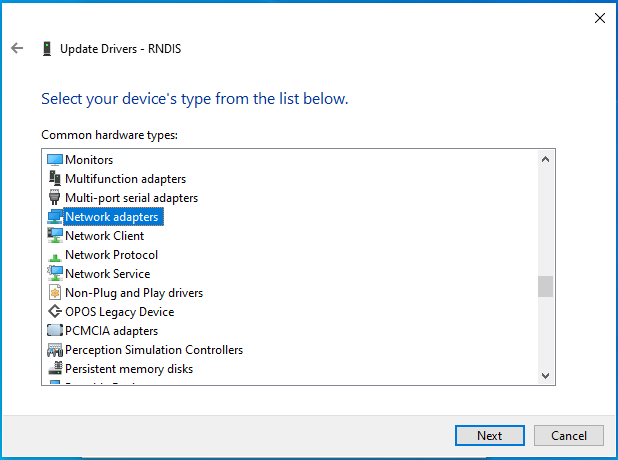 Update Drivers - RNDIS
Select your device's type from the list below.
Common hardware types:
Monitors
Multifunction adapters
Multi-port serial adapters
Network adapters
Network Client
Network Protocol
Network Service
Non-Plug and Play drivers
OPOS Legacy Device
PCMCIA adapters
Perception Simulation Controllers
Persistent memory disks
Next
Cancel